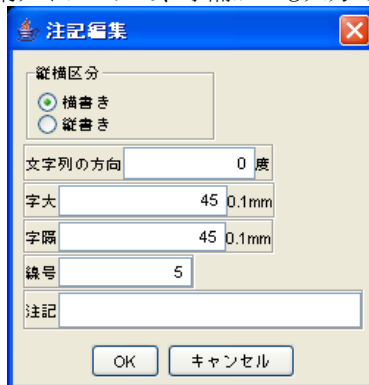 注記編集
縦横区分
横書き
縦書き
文字列の方向 0 度
字大 45 0.1mm
字隔 45 0.1mm
線号 5
注記
OK キャンセル